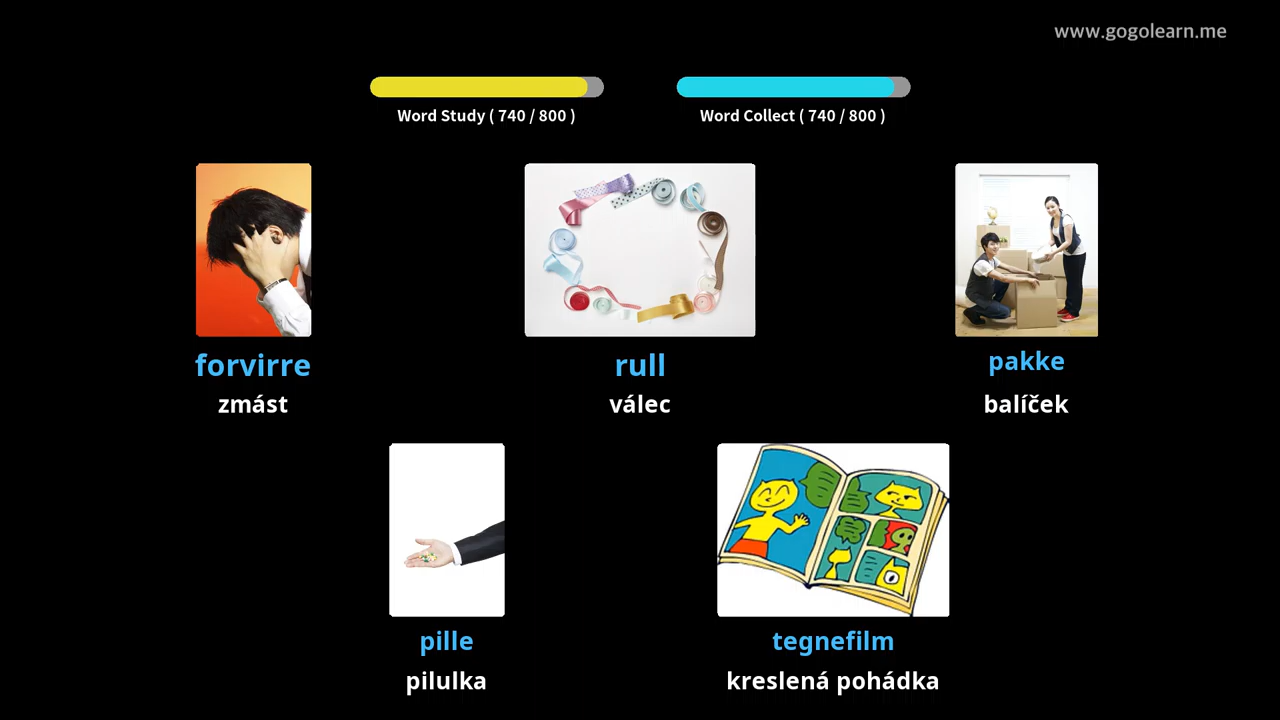 www.gogolearn.me
Word Study ( 740 / 800 )
Word Collect ( 740 / 800 )
forvirre
zmást
rull
válec
pakke
balíček
pille
pilulka
tegnefilm
kreslená pohádka